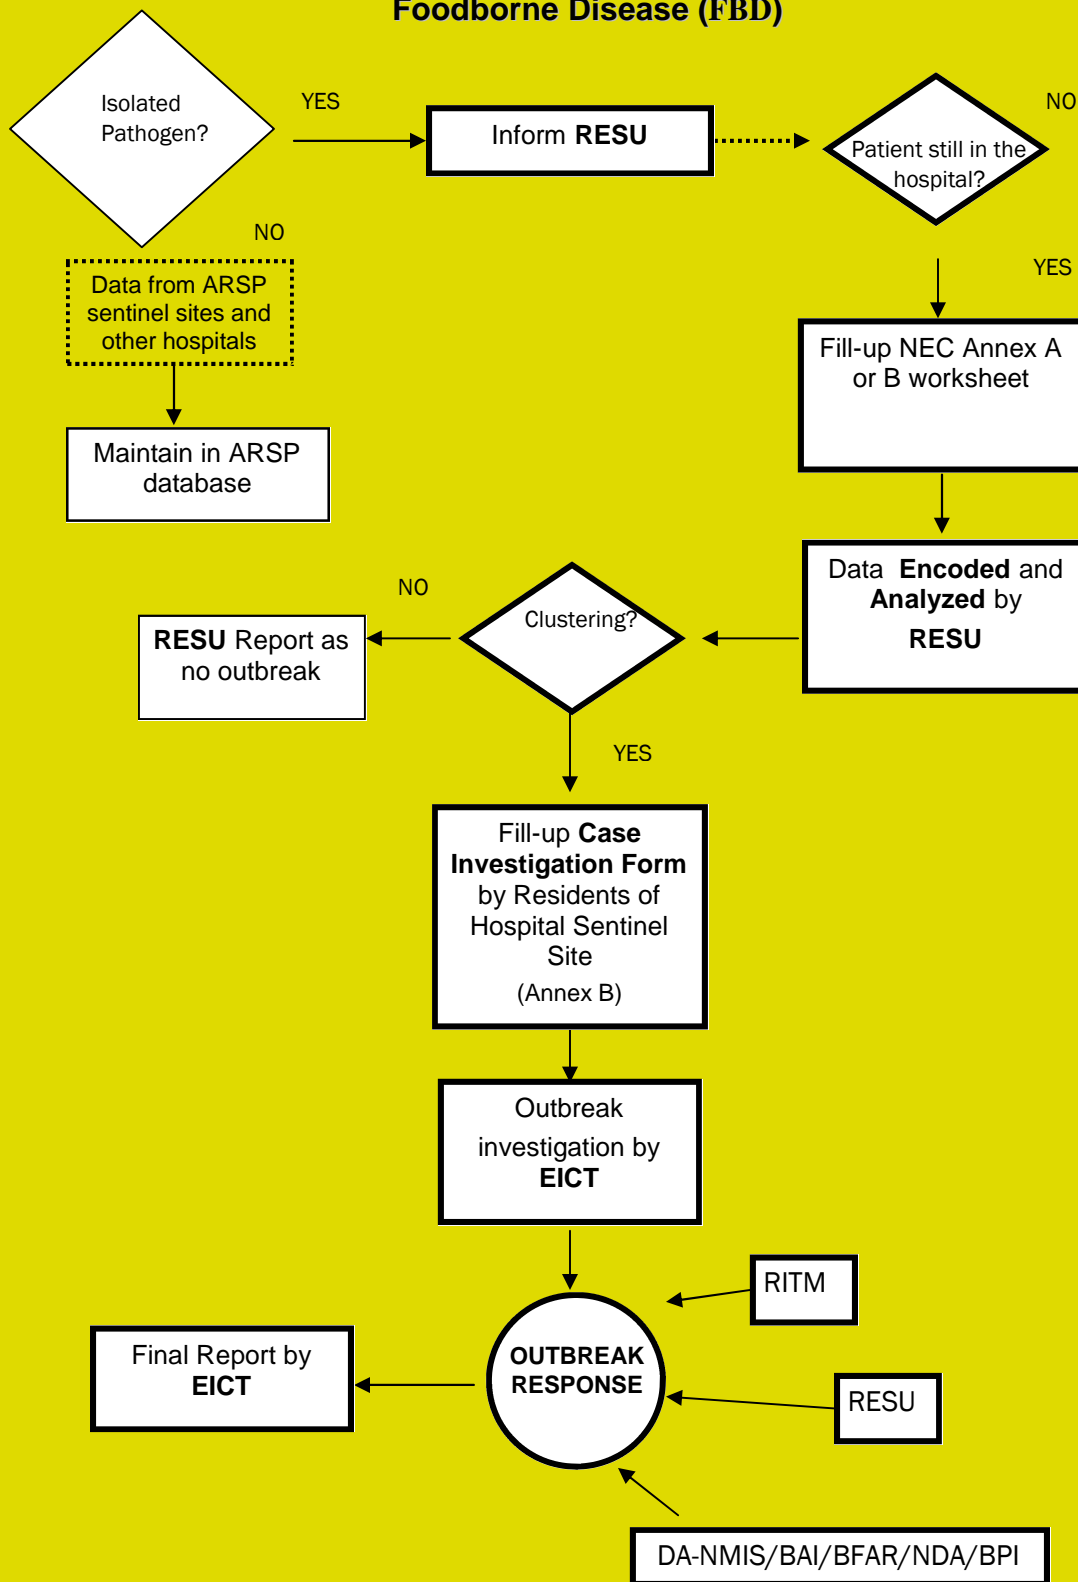 Foodborne Disease (FBD)
Isolated
Pathogen?
YES
Inform RESU
Patient still in the
hospital?
NO
NO
Data from ARSP
sentinel sites and
other hospitals
Maintain in ARSP
database
YES
Fill-up NEC Annex A
or B worksheet
Data Encoded and
Analyzed by
RESU
Clustering?
NO
RESU Report as
no outbreak
YES
Fill-up Case
Investigation Form
by Residents of
Hospital Sentinel
Site
(Annex B)
Outbreak
investigation by
EICT
OUTBREAK
RESPONSE
RITM
RESU
Final Report by
EICT
DA-NMIS/BAI/BFAR/NDA/BPI